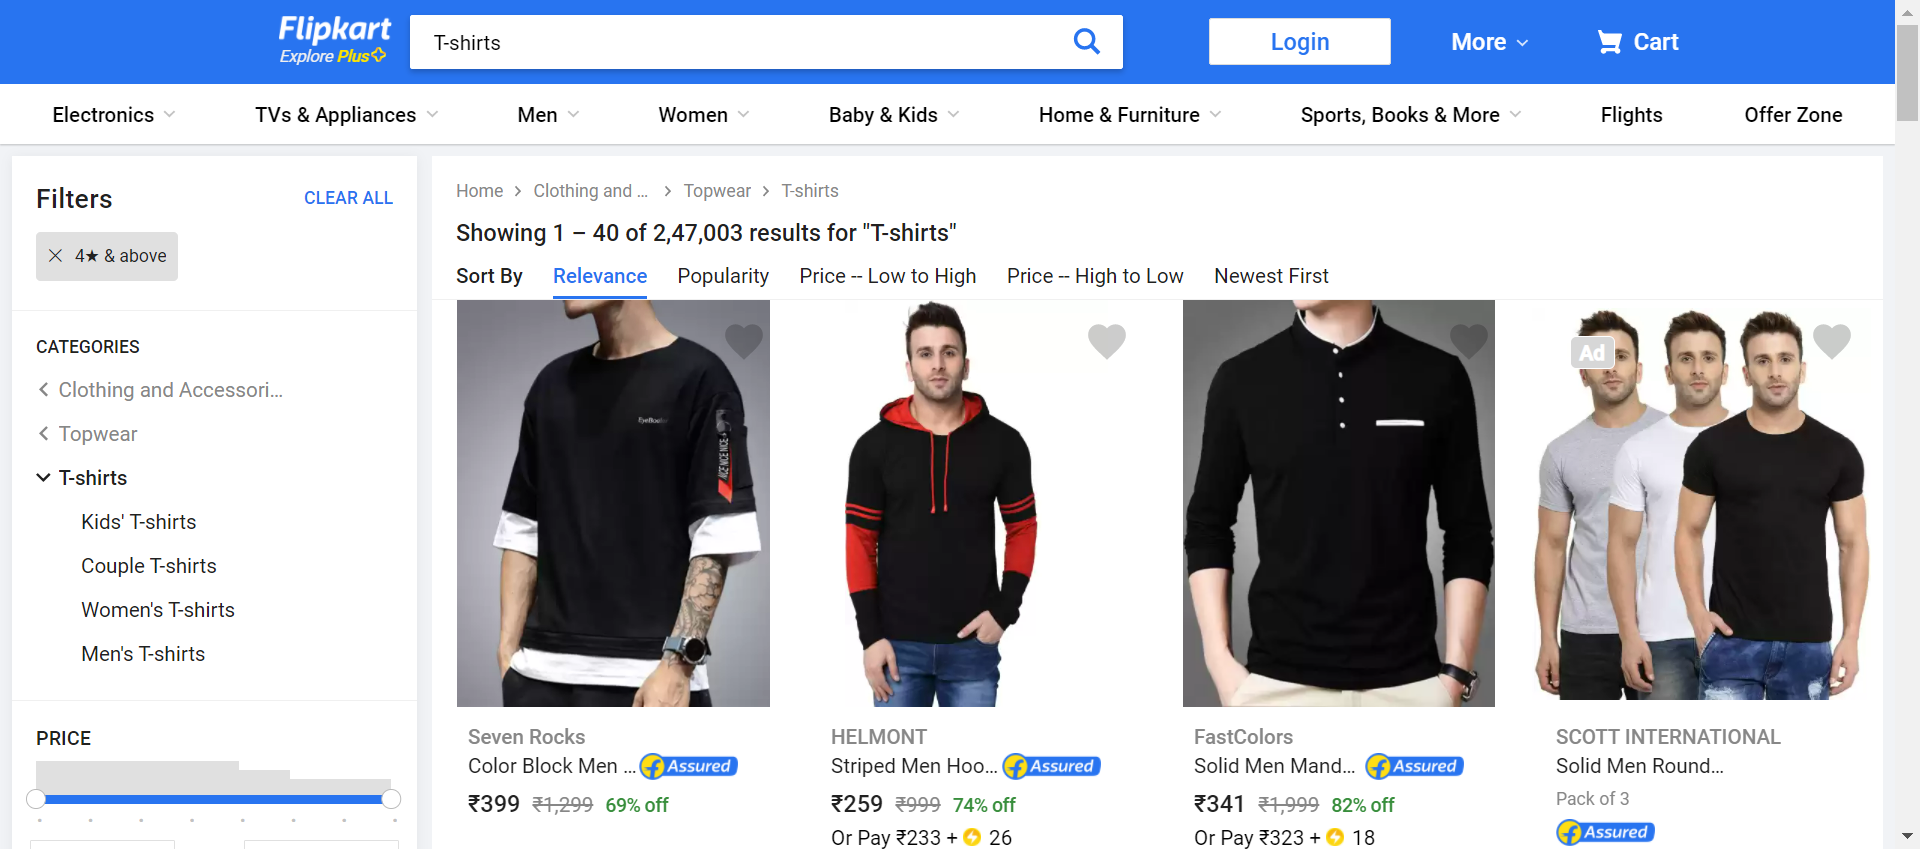 Flipkart
Explore Plus
T-shirts
Login
More
Cart
Electronics
TVs & Appliances
Men
Women
Baby & Kids
Home & Furniture
Sports, Books & More
Flights
Offer Zone
Filters
CLEAR ALL
4★ & above
CATEGORIES
Clothing and Accessori...
Topwear
T-shirts
Kids' T-shirts
Couple T-shirts
Women's T-shirts
Men's T-shirts
PRICE
Home > Clothing and ... > Topwear > T-shirts
Showing 1 – 40 of 2,47,003 results for "T-shirts"
Sort By
Relevance
Popularity
Price -- Low to High
Price -- High to Low
Newest First
NICE NICE NICE
Seven Rocks
Color Block Men ...
Assured
₹399 ₹1,299 69% off
HELMONT
Striped Men Hoo...
Assured
₹259 ₹999 74% off
Or Pay ₹233 + 26
FastColors
Solid Men Mand...
Assured
₹341 ₹1,999 82% off
Or Pay ₹323 + 18
Ad
SCOTT INTERNATIONAL
Solid Men Round...
Pack of 3
Assured